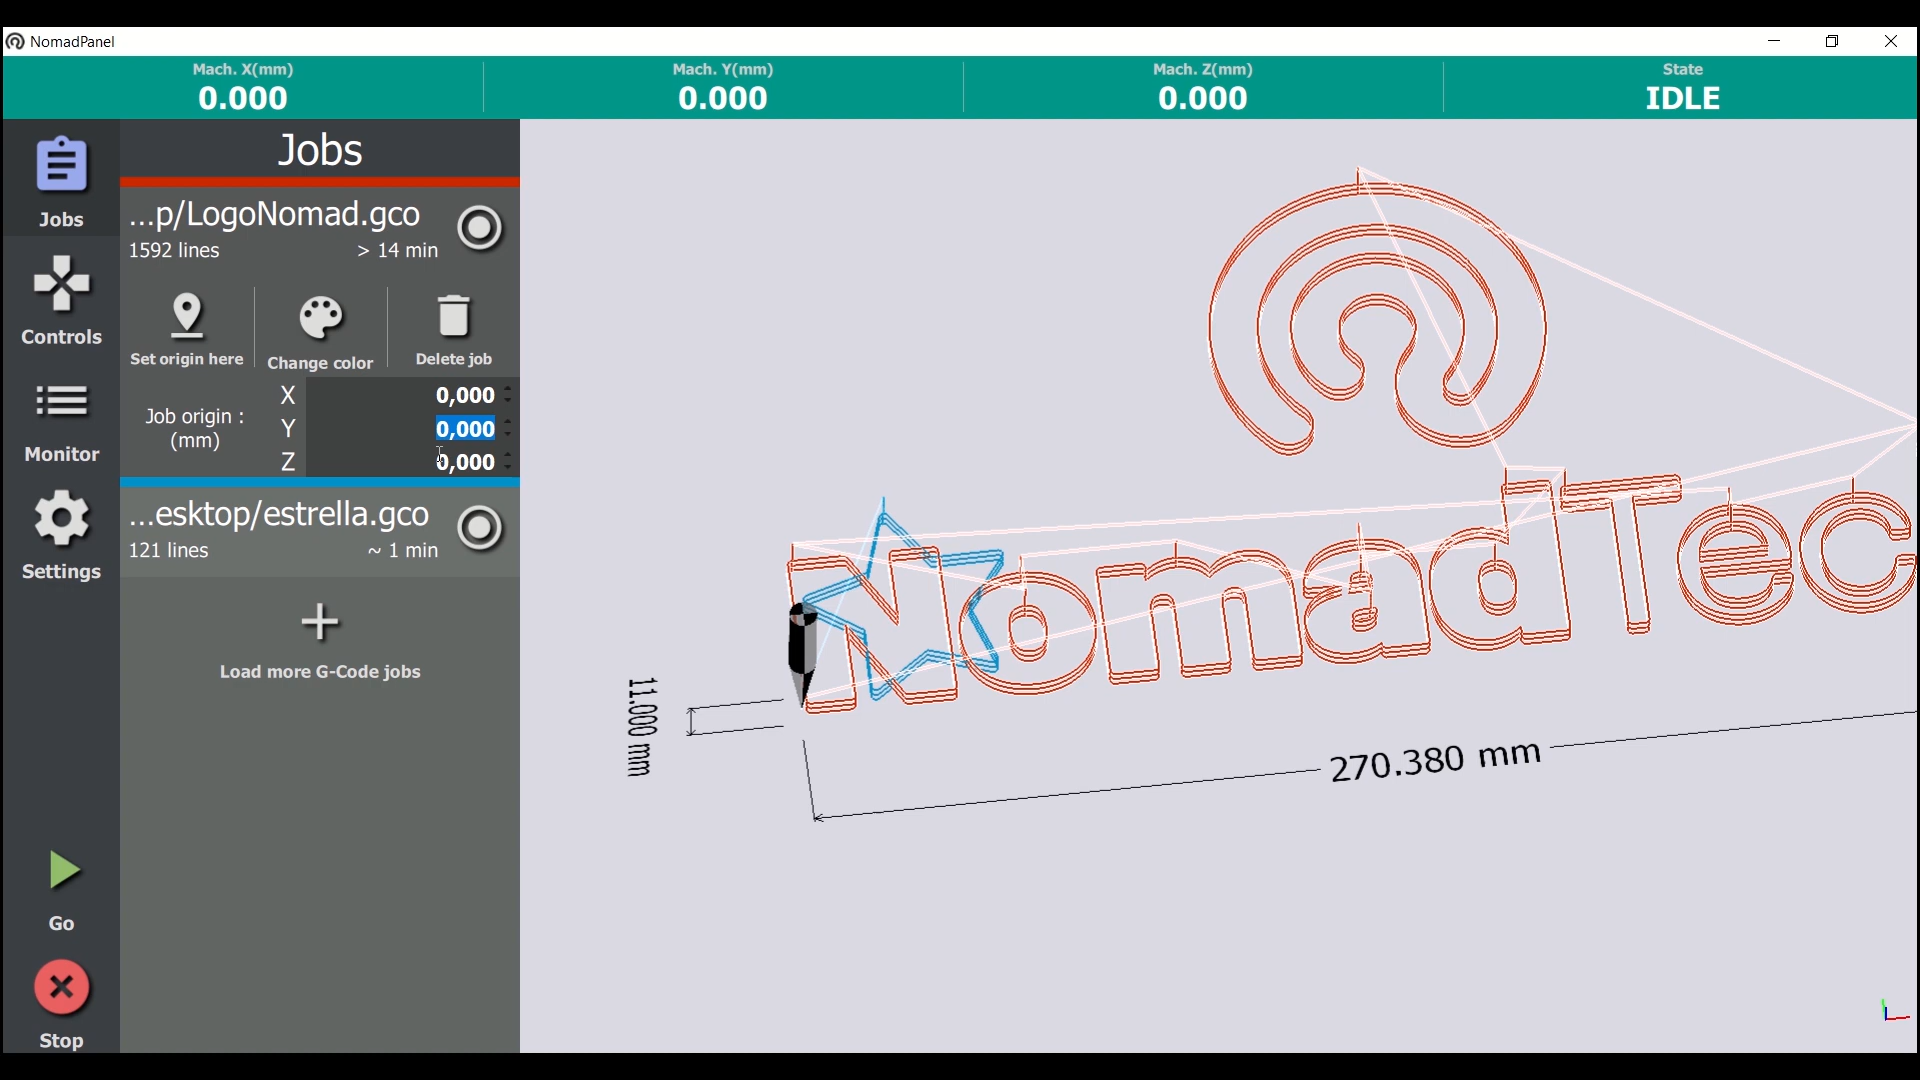 NomadPanel
Mach. X(mm)
0.000
Mach. Y(mm)
0.000
Mach. Z(mm)
0.000
State
IDLE
Jobs
Controls
Monitor
Settings
Go
Stop
Jobs
...p/LogoNomad.gco
1592 lines
> 14 min
Set origin here
Change color
Delete job
Job origin :
(mm)
X
0,000
Y
0,000
Z
0,000
...esktop/estrella.gco
121 lines
~ 1 min
Load more G-Code jobs
NomadTec
11.000 mm
270.380 mm